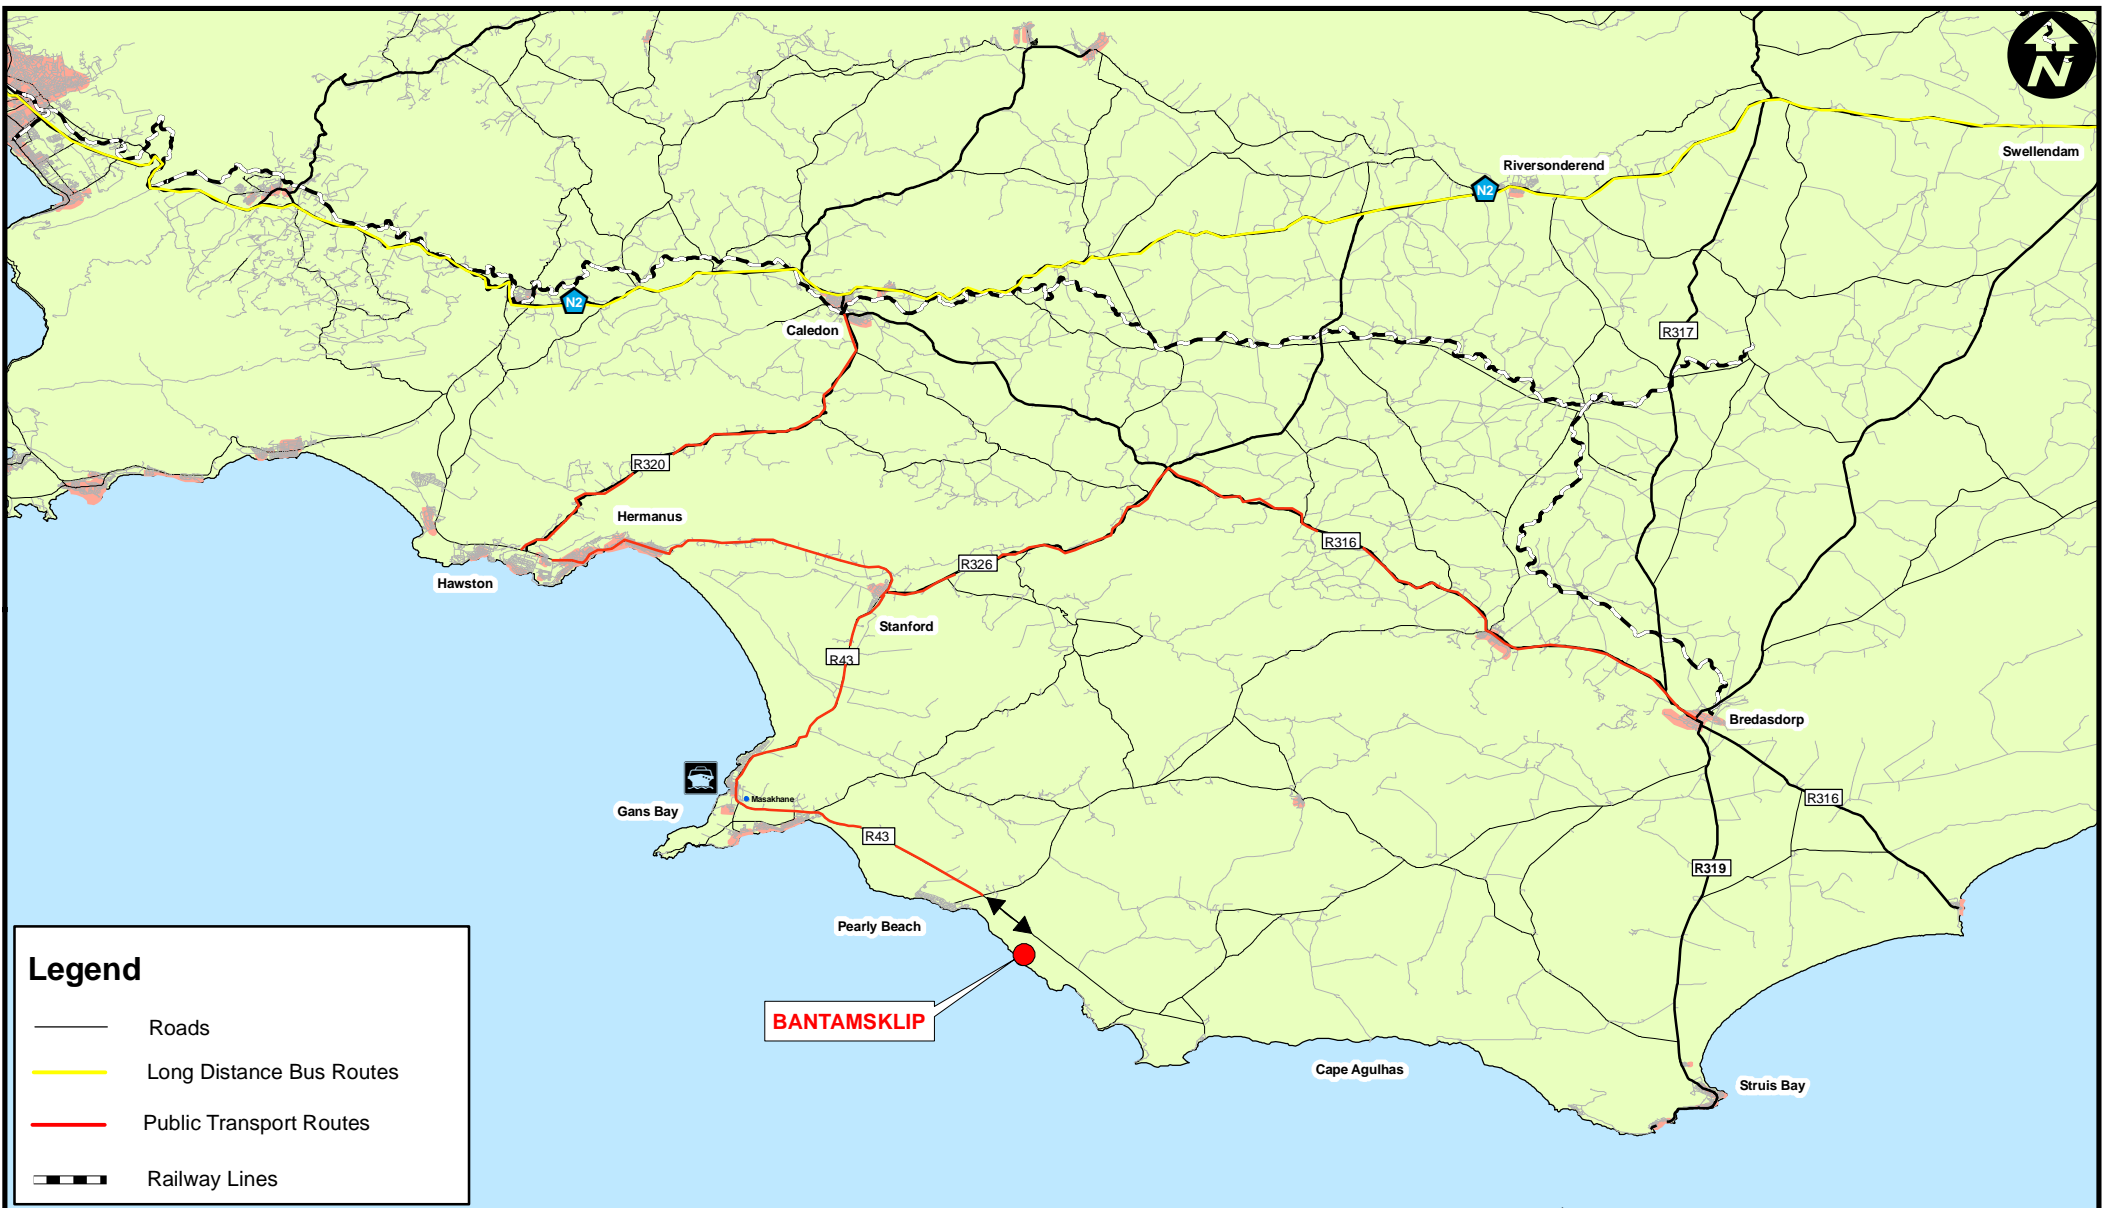 N
Swellendam
Riversonderend
N2
N2
Caledon
R317
R320
Hermanus
R316
R326
Hawston
Stanford
R43
Bredasdorp
Masakhane
Gans Bay
R316
R43
R319
Pearly Beach
BANTAMSKLIP
Cape Agulhas
Struis Bay
Legend
Roads
Long Distance Bus Routes
Public Transport Routes
Railway Lines